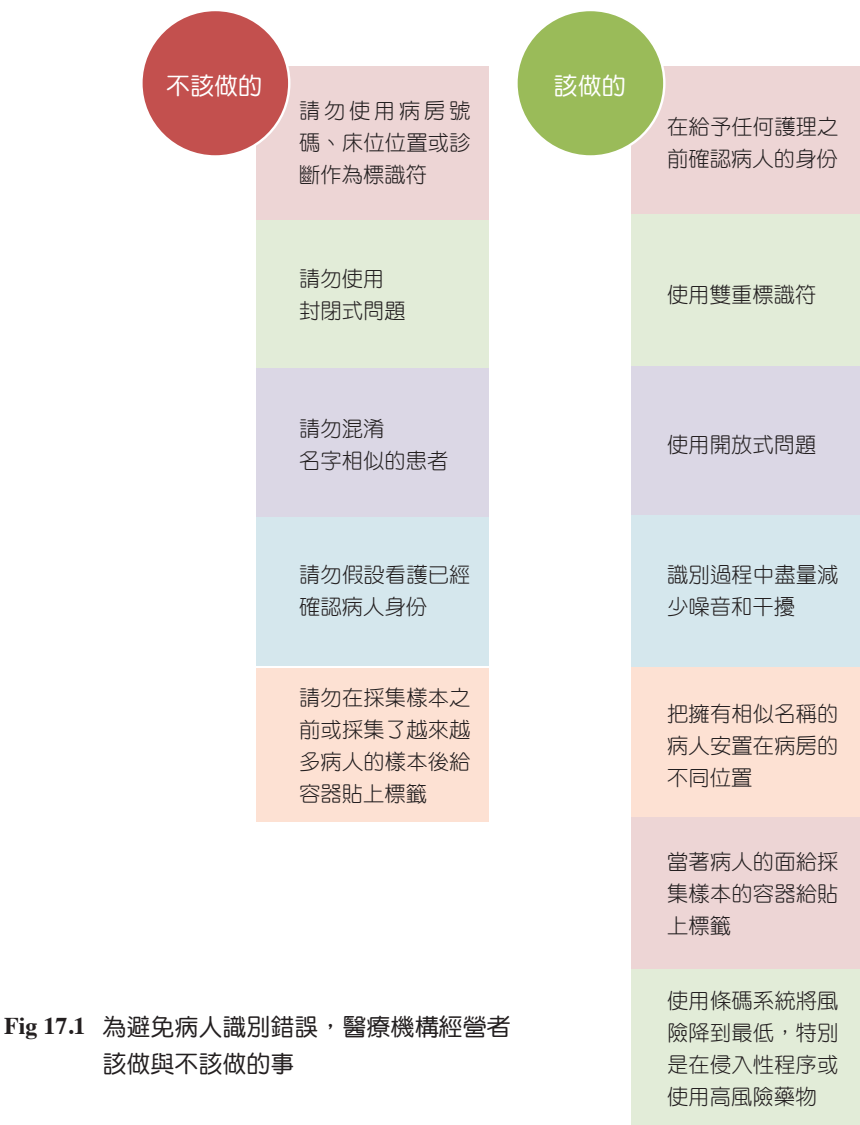 不該做的
請勿使用病房號
碼、床位位置或診
斷作為標識符
請勿使用
封閉式問題
請勿混淆
名字相似的患者
請勿假設看護已經
確認病人身份
請勿在採集樣本之
前或採集了越來越
多病人的樣本後給
容器貼上標籤
該做的
在給予任何護理之
前確認病人的身份
使用雙重標識符
使用開放式問題
識別過程中盡量減
少噪音和干擾
把擁有相似名稱的
病人安置在病房的
不同位置
當著病人的面給採
集樣本的容器給貼
上標籤
使用條碼系統將風
險降到最低，特別
是在侵入性程序或
使用高風險藥物
Fig 17.1 為避免病人識別錯誤，醫療機構經營者
該做與不該做的事